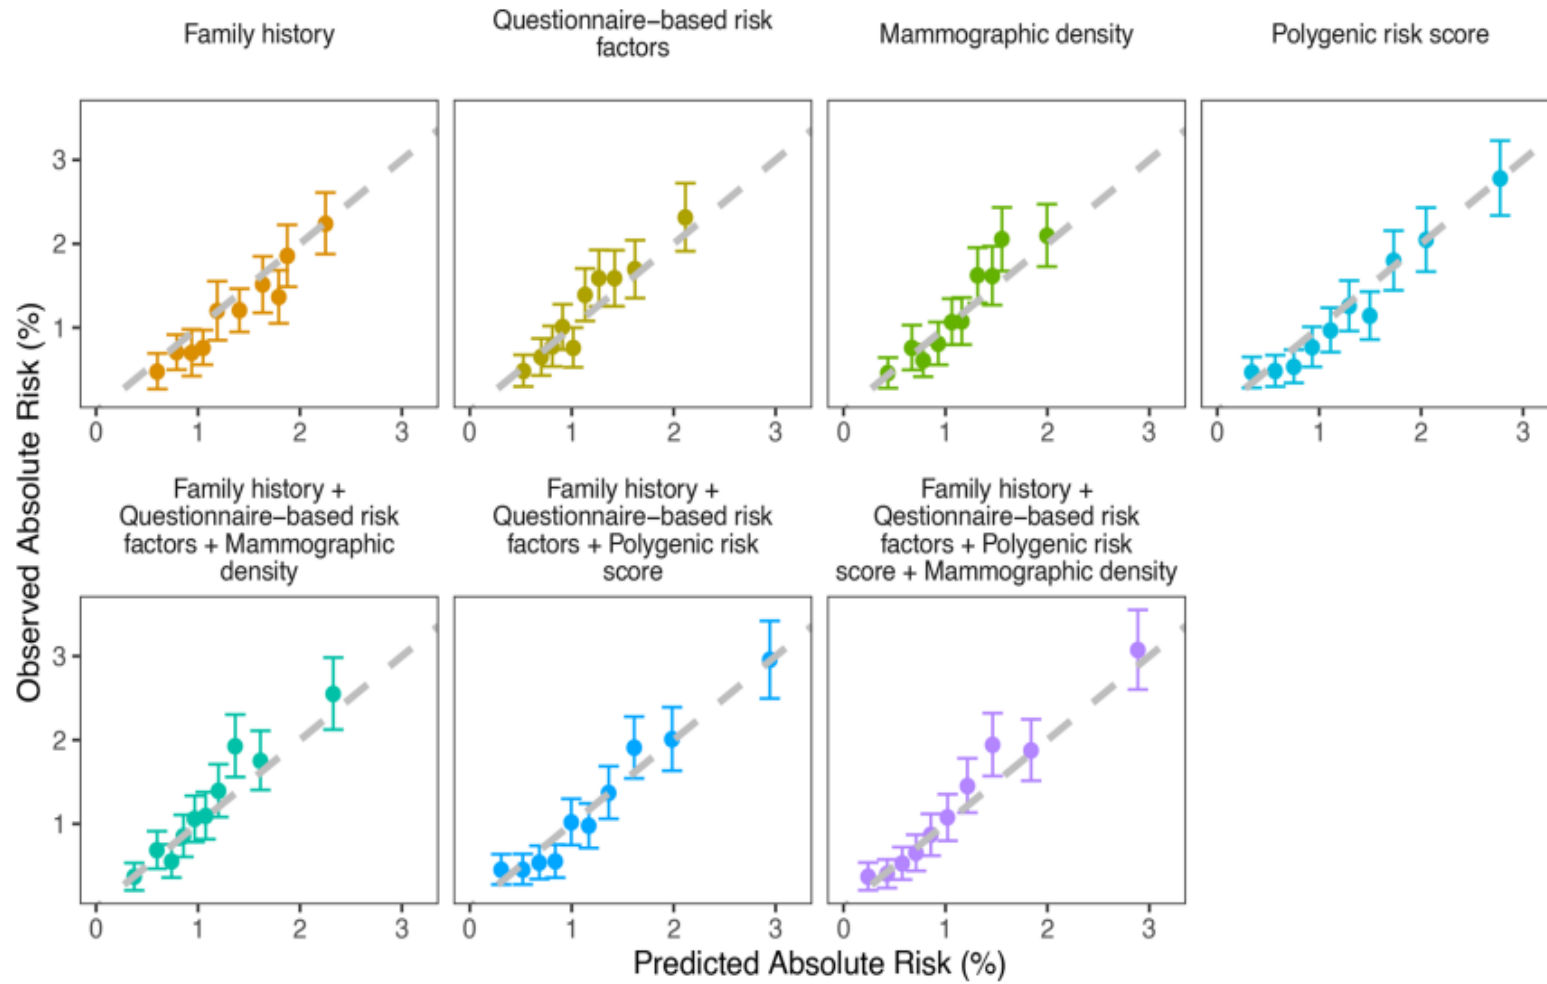 Family history
Questionnaire−based risk
factors
Mammographic density
Polygenic risk score
3
2
1
0 1 2 3
0 1 2 3
0 1 2 3
0 1 2 3
Observed Absolute Risk (%)
Family history +
Questionnaire−based risk
factors + Mammographic
density
Family history +
Questionnaire−based risk
factors + Polygenic risk
score
Family history +
Qestionnaire−based risk
factors + Polygenic risk
score + Mammographic density
3
2
1
0 1 2 3
0 1 2 3
0 1 2 3
Predicted Absolute Risk (%)